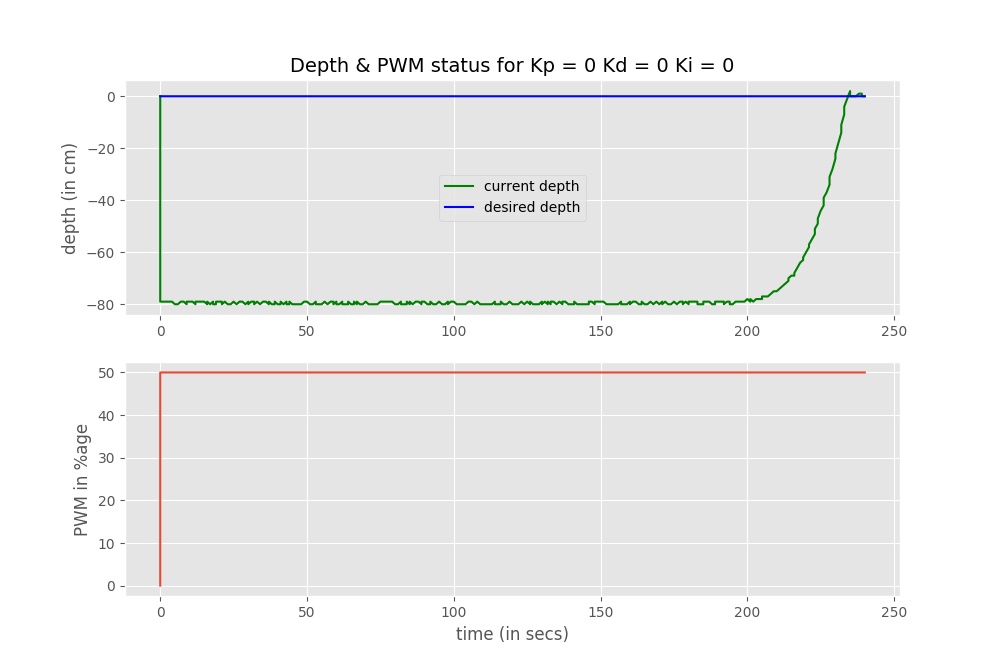 Depth & PWM status for Kp = 0 Kd = 0 Ki = 0
depth (in cm)
0
−20
−40
−60
−80
current depth
desired depth
0 50 100 150 200 250
PWM in %age
50
40
30
20
10
0
0 50 100 150 200 250
time (in secs)